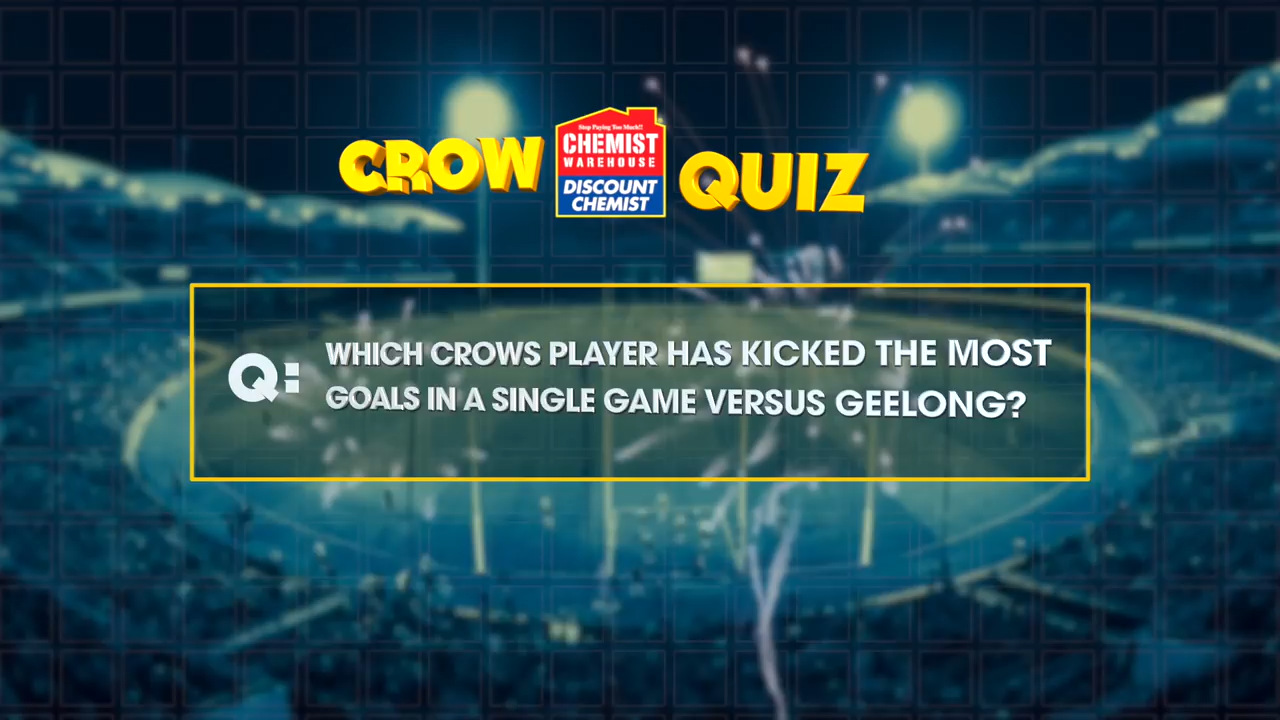 CROW
Stop Paying Too Much!!
CHEMIST
WAREHOUSE
DISCOUNT
CHEMIST
QUIZ
Q: WHICH CROWS PLAYER HAS KICKED THE MOST
GOALS IN A SINGLE GAME VERSUS GEELONG?